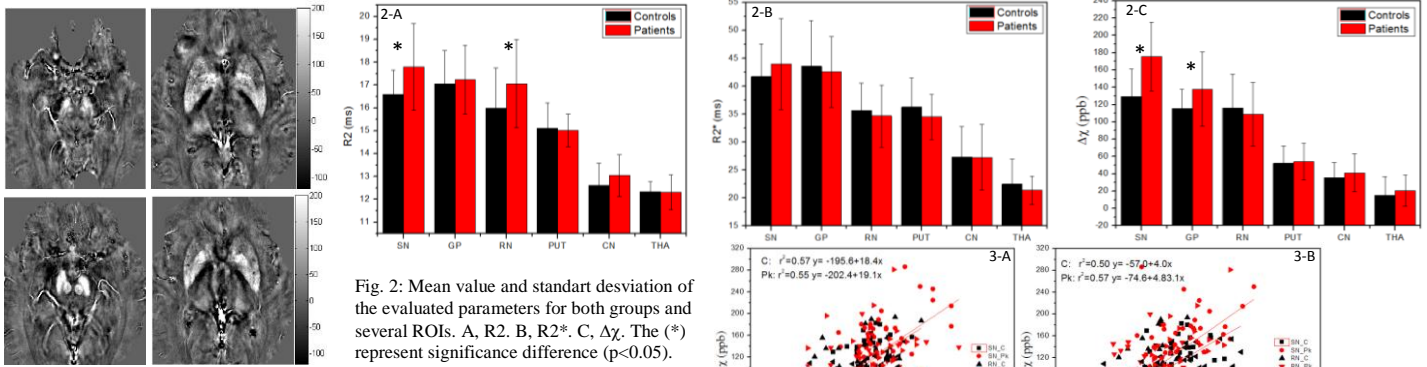 200
150
100
50
0
-50
-100
200
150
100
50
0
-50
-100
2-A
Controls
Patients
R2 (ms)
20
19
18
17
16
15
14
13
12
11
* *
SN GP RN PUT CN THA
2-B
Controls
Patients
R2* (ms)
55
50
45
40
35
30
25
20
15
SN GP RN PUT CN THA
2-C
Controls
Patients
Δχ (ppb)
240
220
200
180
160
140
120
100
80
60
40
20
0
-20
* *
SN GP RN PUT CN THA
Fig. 2: Mean value and standart desviation of
the evaluated parameters for both groups and
several ROIs. A, R2. B, R2*. C, Δχ. The (*)
represent significance difference (p<0.05).
3-A
C: r²=0.57 y= -195.6+18.4x
Pk: r²=0.55 y= -202.4+19.1x
320
280
240
200
160
120
(ppb)
SN_C
SN_Pk
RN_C
3-B
C: r²=0.50 y= -57.0+4.0x
Pk: r²=0.57 y= -74.6+4.83.1x
320
280
240
200
160
120
(ppb)
SN_C
SN_Pk
RN_C
RN_Pk